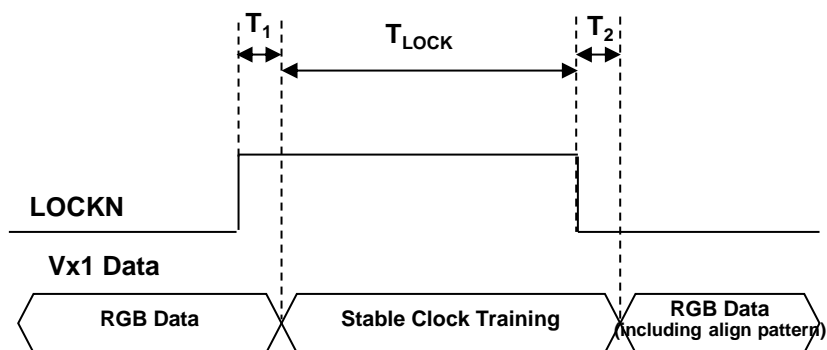 T1 TLOCK T2
LOCKN
Vx1 Data
RGB Data Stable Clock Training RGB Data
(including align pattern)